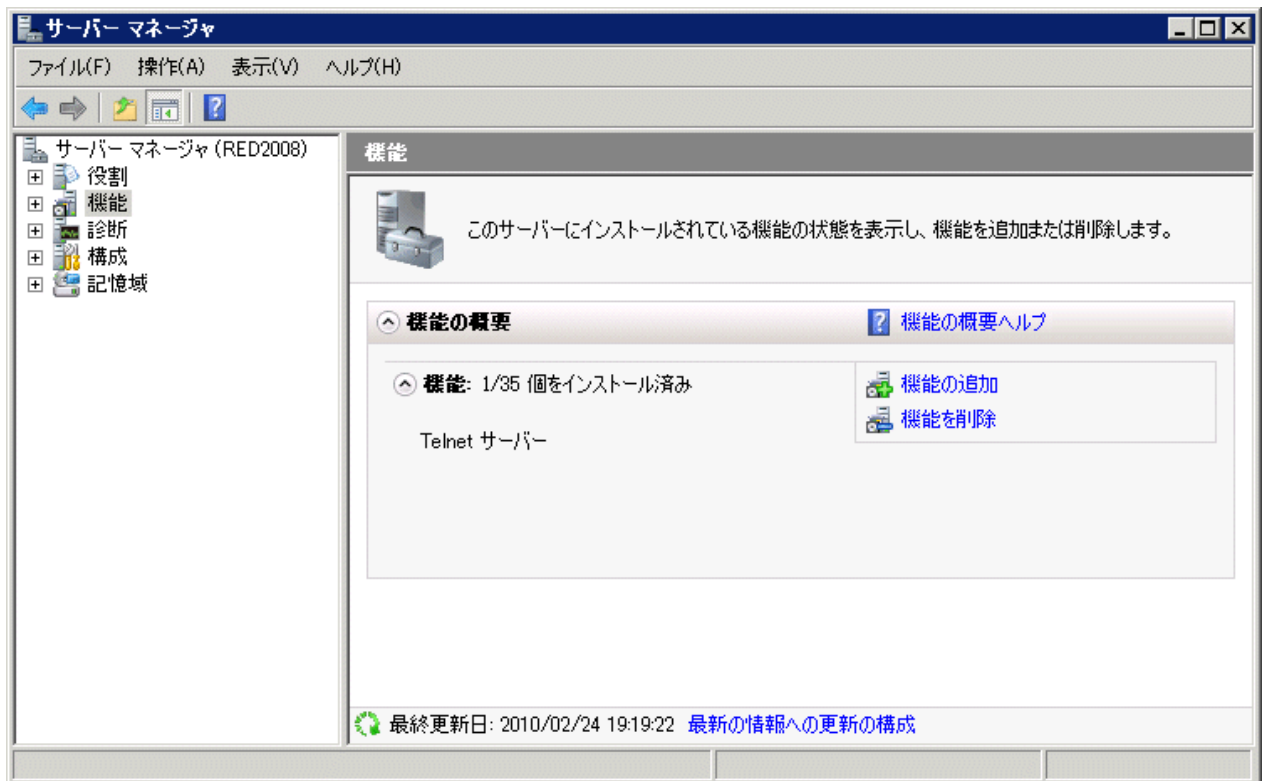 サーバー マネージャ
ファイル(F) 操作(A) 表示(V) ヘルプ(H)
サーバー マネージャ (RED2008)
役割
機能
診断
構成
記憶域
機能
このサーバーにインストールされている機能の状態を表示し、機能を追加または削除します。
機能の概要
機能の概要ヘルプ
機能: 1/35 個をインストール済み
機能の追加
機能を削除
Telnet サーバー
最終更新日: 2010/02/24 19:19:22 最新の情報への更新の構成